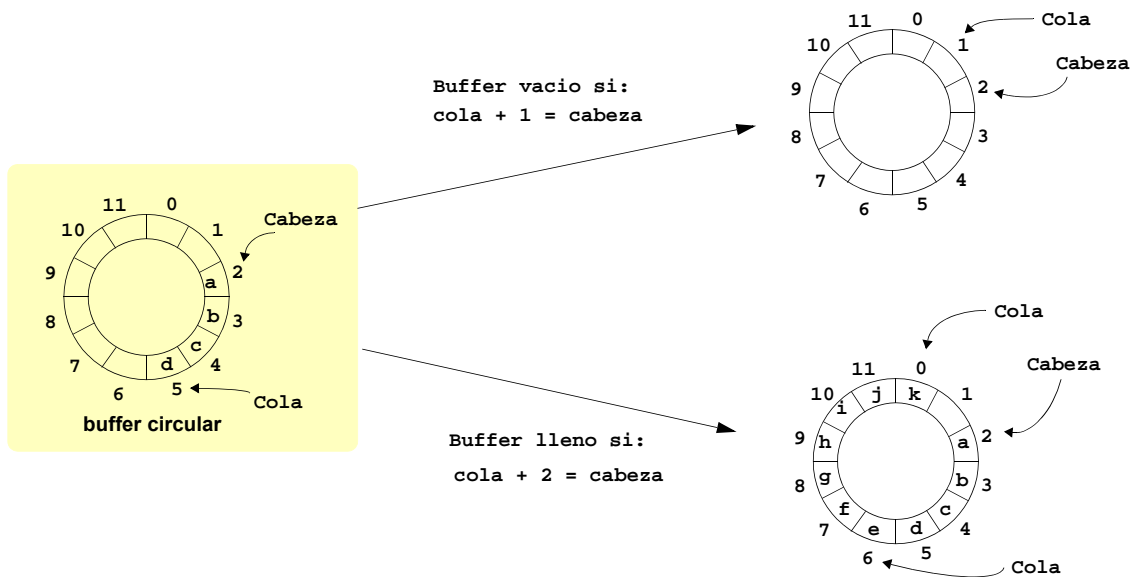 11 0
10 1
9 2
8 3
7 4
6 5
a
b
c
d
Cabeza
Cola
buffer circular
Buffer vacio si:
cola + 1 = cabeza
11 0
10 1
9 2
8 3
7 4
6 5
Cola
Cabeza
Buffer lleno si:
cola + 2 = cabeza
Cola
Cabeza
11 0
10 1
9 2
8 3
7 4
6 5
i j k
h a
g b
f c
e d
Cola